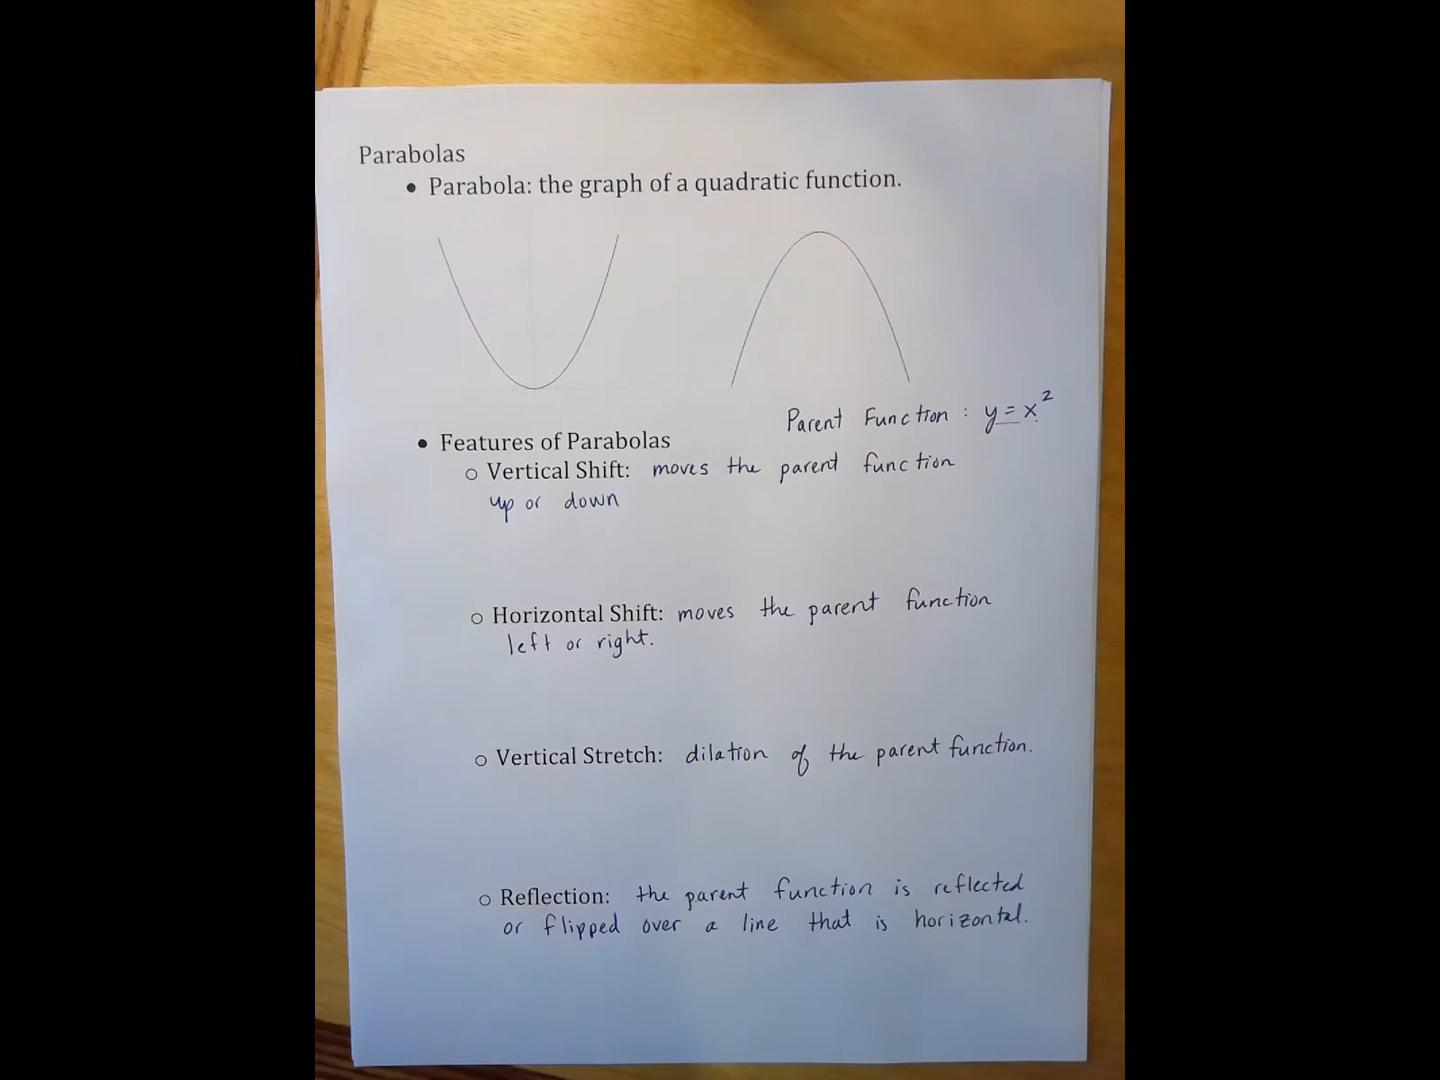 Parabolas
• Parabola: the graph of a quadratic function.
Parent Function : y = x²
• Features of Parabolas
○ Vertical Shift: moves the parent function
up or down
○ Horizontal Shift: moves the parent function
left or right.
○ Vertical Stretch: dilation of the parent function.
○ Reflection: the parent function is reflected
or flipped over a line that is horizontal.